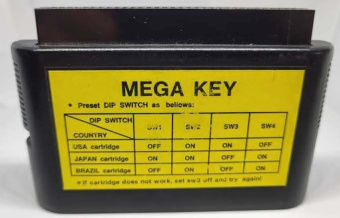 MEGA KEY
• Preset DIP SWITCH as bellows:
DIP SWITCH
COUNTRY
SW1 SW2 SW3 SW4
USA cartridge OFF ON ON OFF
JAPAN cartridge ON ON OFF ON
BRAZIL cartridge OFF OFF ON ON
*If cartridge does not work, set sw3 off and try again!